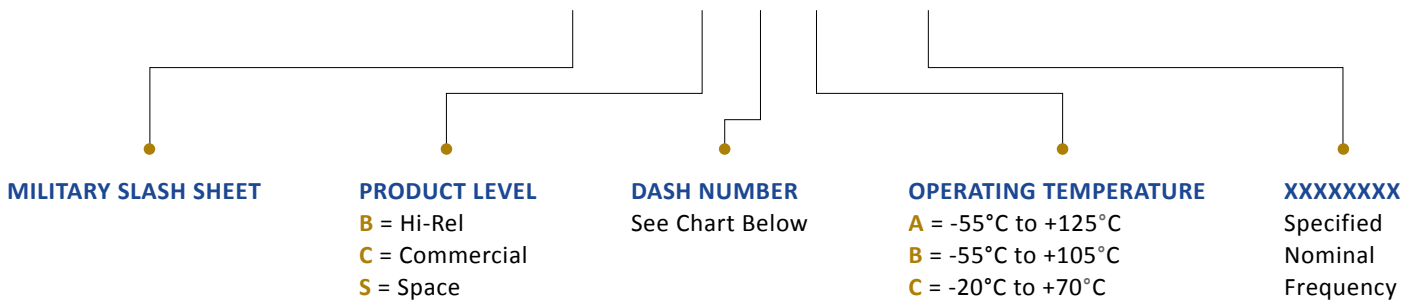 MILITARY SLASH SHEET
PRODUCT LEVEL
B = Hi-Rel
C = Commercial
S = Space
DASH NUMBER
See Chart Below
OPERATING TEMPERATURE
A = -55°C to +125°C
B = -55°C to +105°C
C = -20°C to +70°C
XXXXXXXX
Specified
Nominal
Frequency